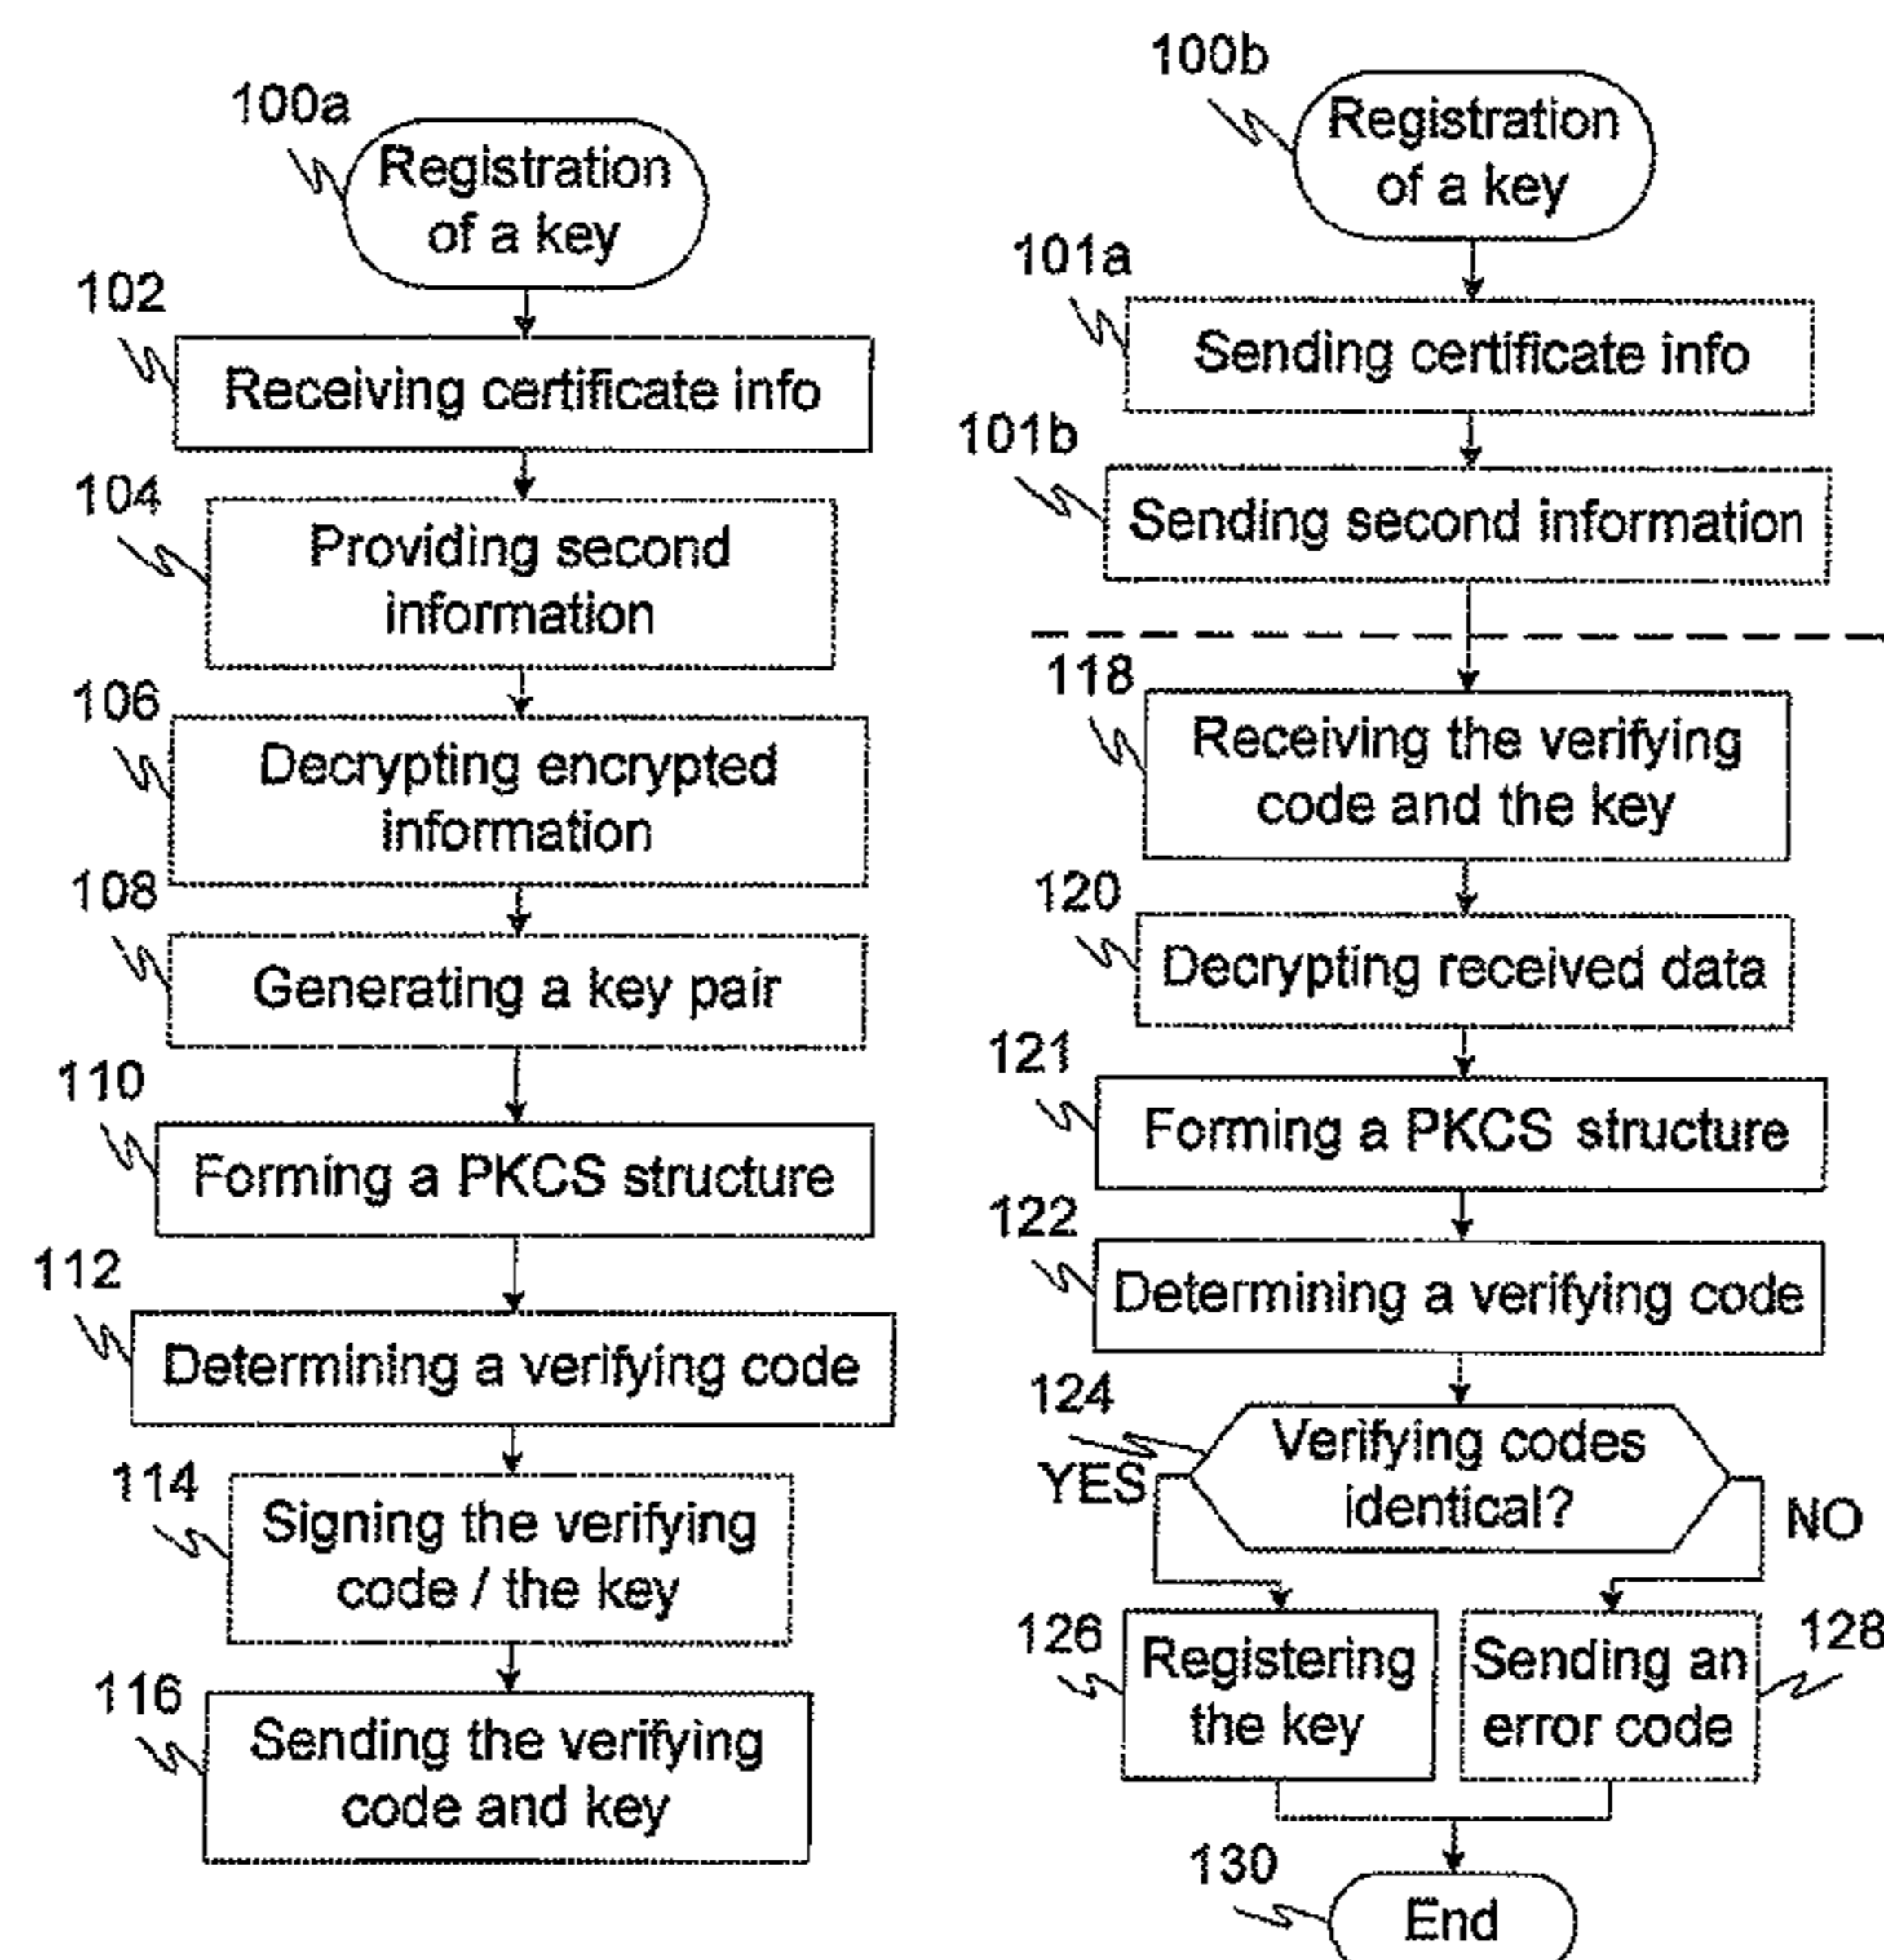 100a
Registration
of a key
102
Receiving certificate info
104
Providing second
information
106
Decrypting encrypted
information
108
Generating a key pair
110
Forming a PKCS structure
112
Determining a verifying code
114
Signing the verifying
code / the key
116
Sending the verifying
code and key
100b
Registration
of a key
101a
Sending certificate info
101b
Sending second information
118
Receiving the verifying
code and the key
120
Decrypting received data
121
Forming a PKCS structure
122
Determining a verifying code
124
Verifying codes
identical?
YES
NO
126
Registering
the key
Sending an
error code
128
130
End